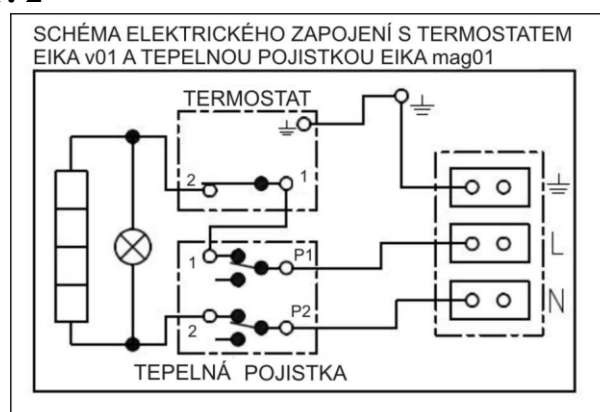 SCHÉMA ELEKTRICKÉHO ZAPOJENÍ S TERMOSTATEM
EIKA v01 A TEPELNOU POJISTKOU EIKA mag01
TERMOSTAT
2 1
1 P1
L
2 P2
N
TEPELNÁ POJISTKA